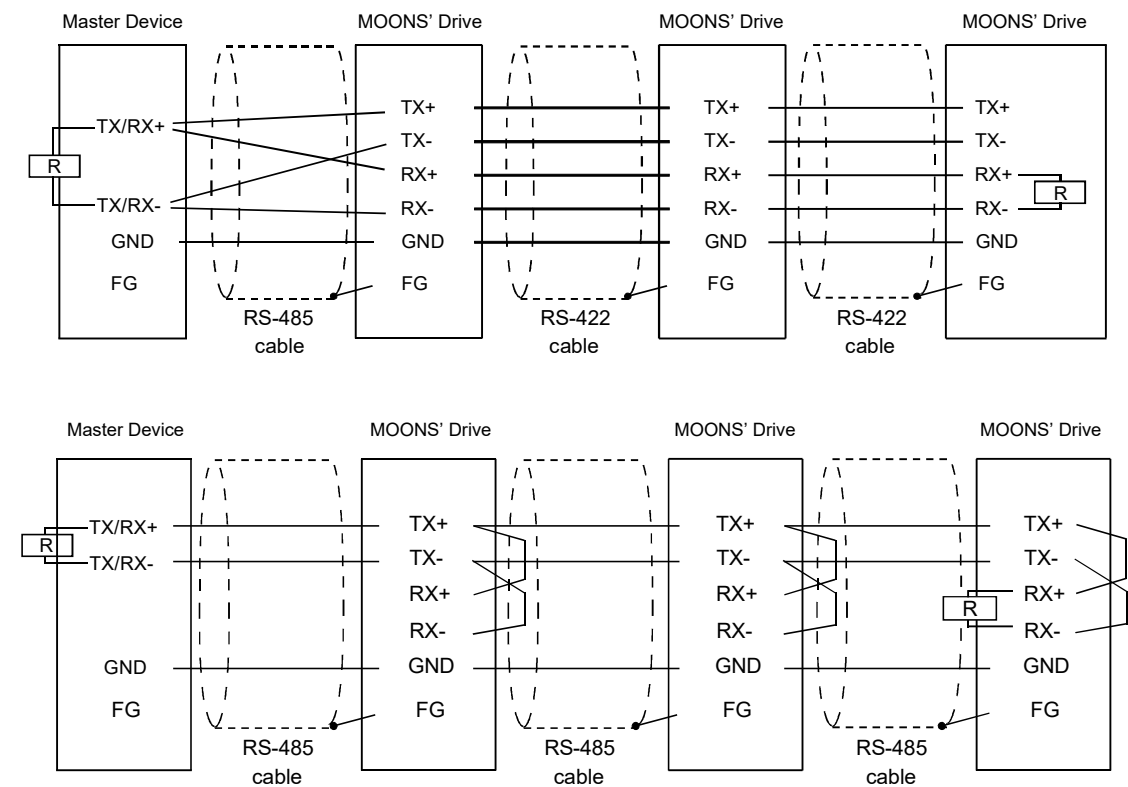 Master Device MOONS’ Drive MOONS’ Drive MOONS’ Drive
TX+ TX+ TX+
TX/RX+
TX- TX- TX-
R
RX+ RX+ RX+
R
TX/RX- RX- RX- RX-
GND GND GND GND
FG FG FG FG
RS-485 RS-422 RS-422
cable cable cable
Master Device MOONS’ Drive MOONS’ Drive MOONS’ Drive
TX/RX+ TX+ TX+ TX+
R
TX/RX- TX- TX- TX-
RX+ RX+ RX+
R
RX- RX- RX-
GND GND GND GND
FG FG FG FG
RS-485 RS-485 RS-485
cable cable cable